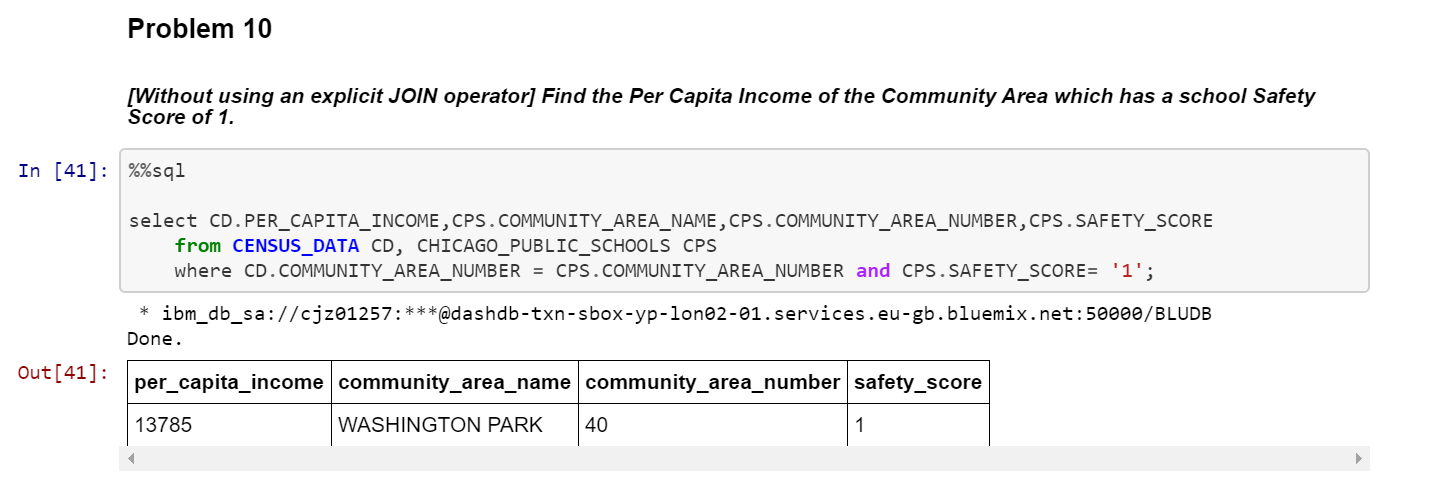 Problem 10
[Without using an explicit JOIN operator] Find the Per Capita Income of the Community Area which has a school Safety
Score of 1.
In [41]:
%%sql
select CD.PER_CAPITA_INCOME,CPS.COMMUNITY_AREA_NAME,CPS.COMMUNITY_AREA_NUMBER,CPS.SAFETY_SCORE
from CENSUS_DATA CD, CHICAGO_PUBLIC_SCHOOLS CPS
where CD.COMMUNITY_AREA_NUMBER = CPS.COMMUNITY_AREA_NUMBER and CPS.SAFETY_SCORE= '1';
* ibm_db_sa://cjz01257:***@dashdb-txn-sbox-yp-lon02-01.services.eu-gb.bluemix.net:50000/BLUDB
Done.
Out[41]:
per_capita_income community_area_name community_area_number safety_score
13785 WASHINGTON PARK 40 1